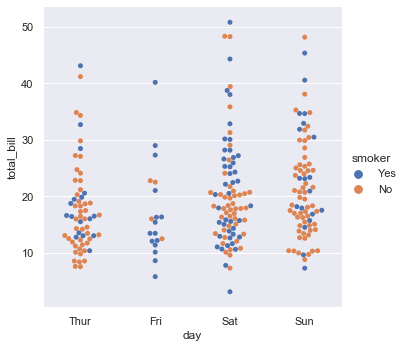 50
40
30
20
10
total_bill
Thur Fri Sat Sun
day
smoker
Yes
No